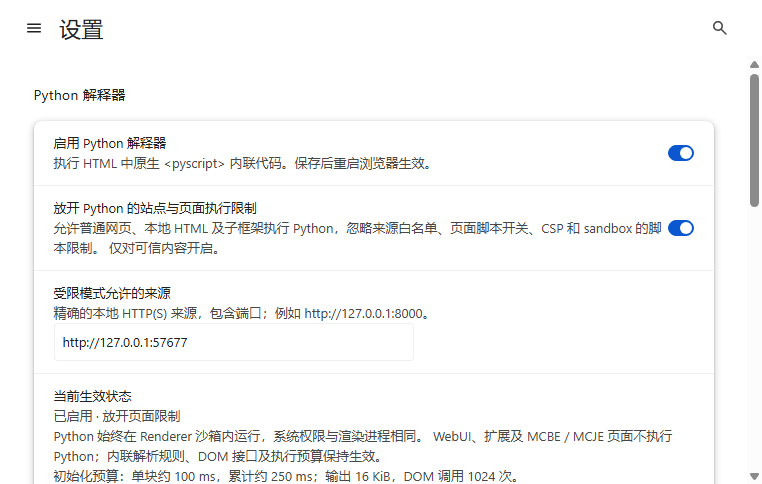 设置
Python 解释器
启用 Python 解释器
执行 HTML 中原生 <pyscript> 内联代码。保存后重启浏览器生效。
放开 Python 的站点与页面执行限制
允许普通网页、本地 HTML 及子框架执行 Python，忽略来源白名单、页面脚本开关、CSP 和 sandbox 的脚
本限制。 仅对可信内容开启。
受限模式允许的来源
精确的本地 HTTP(S) 来源，包含端口；例如 http://127.0.0.1:8000。
http://127.0.0.1:57677
当前生效状态
已启用 · 放开页面限制
Python 始终在 Renderer 沙箱内运行，系统权限与渲染进程相同。 WebUI、扩展及 MCBE / MCJE 页面不执行
Python；内联解析规则、DOM 接口及执行预算保持生效。
初始化预算：单块约 100 ms，累计约 250 ms；输出 16 KiB，DOM 调用 1024 次。